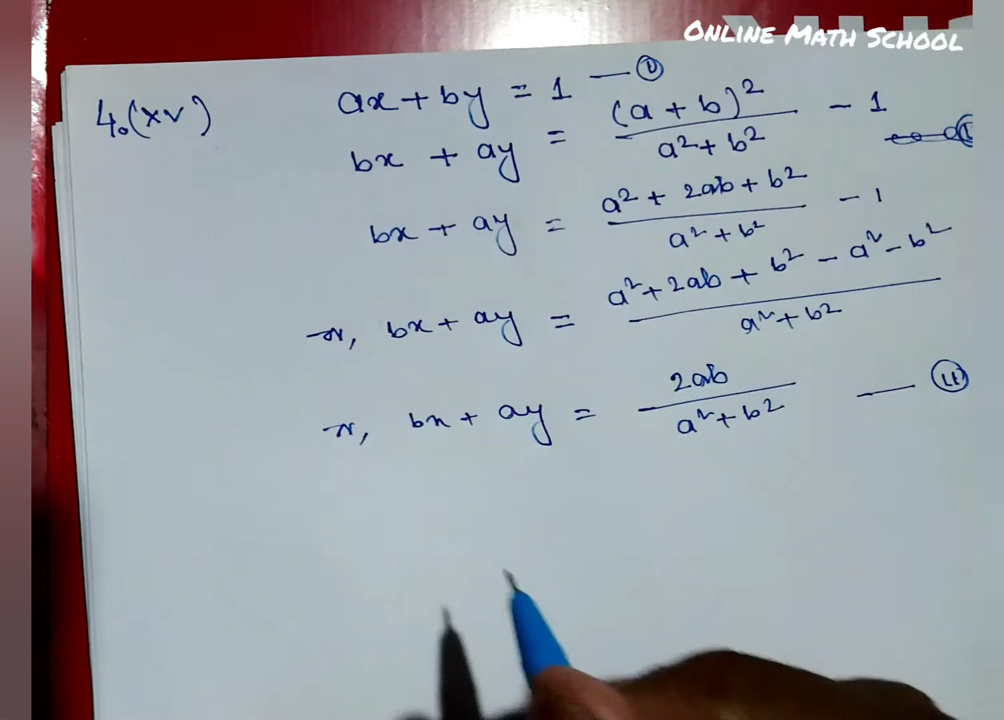 ONLINE MATH SCHOOL
4.(xv) ax + by = 1 — (i)
bx + ay = (a + b)² / a² + b² - 1
bx + ay = a² + 2ab + b² / a² + b² - 1
or, bx + ay = a² + 2ab + b² - a² - b² / a² + b²
or, bx + ay = 2ab / a² + b² — (ii)